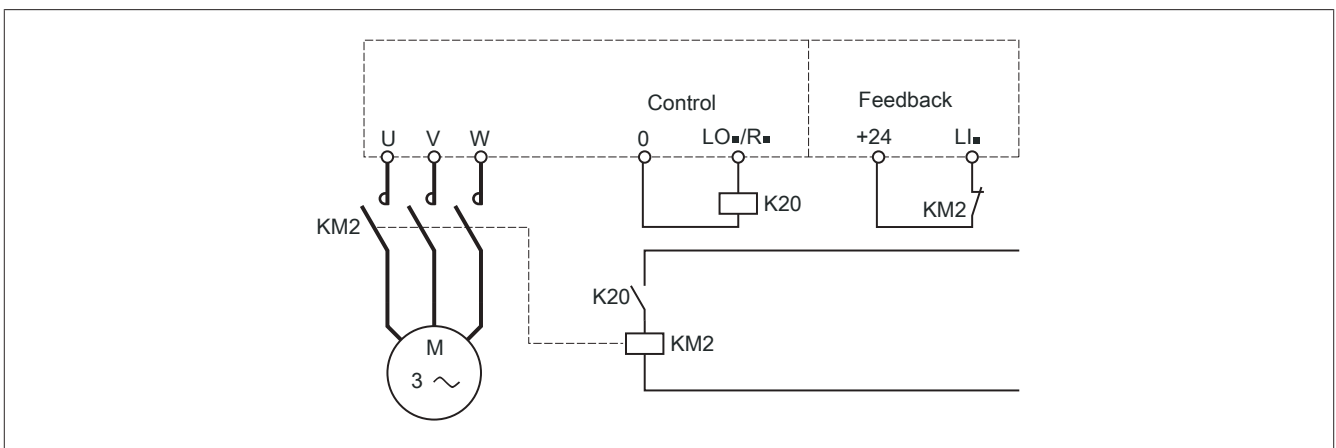 Control
Feedback
U V W
0 LO■/R■
+24 LI■
K20
KM2
KM2
K20
KM2
M
3 ~